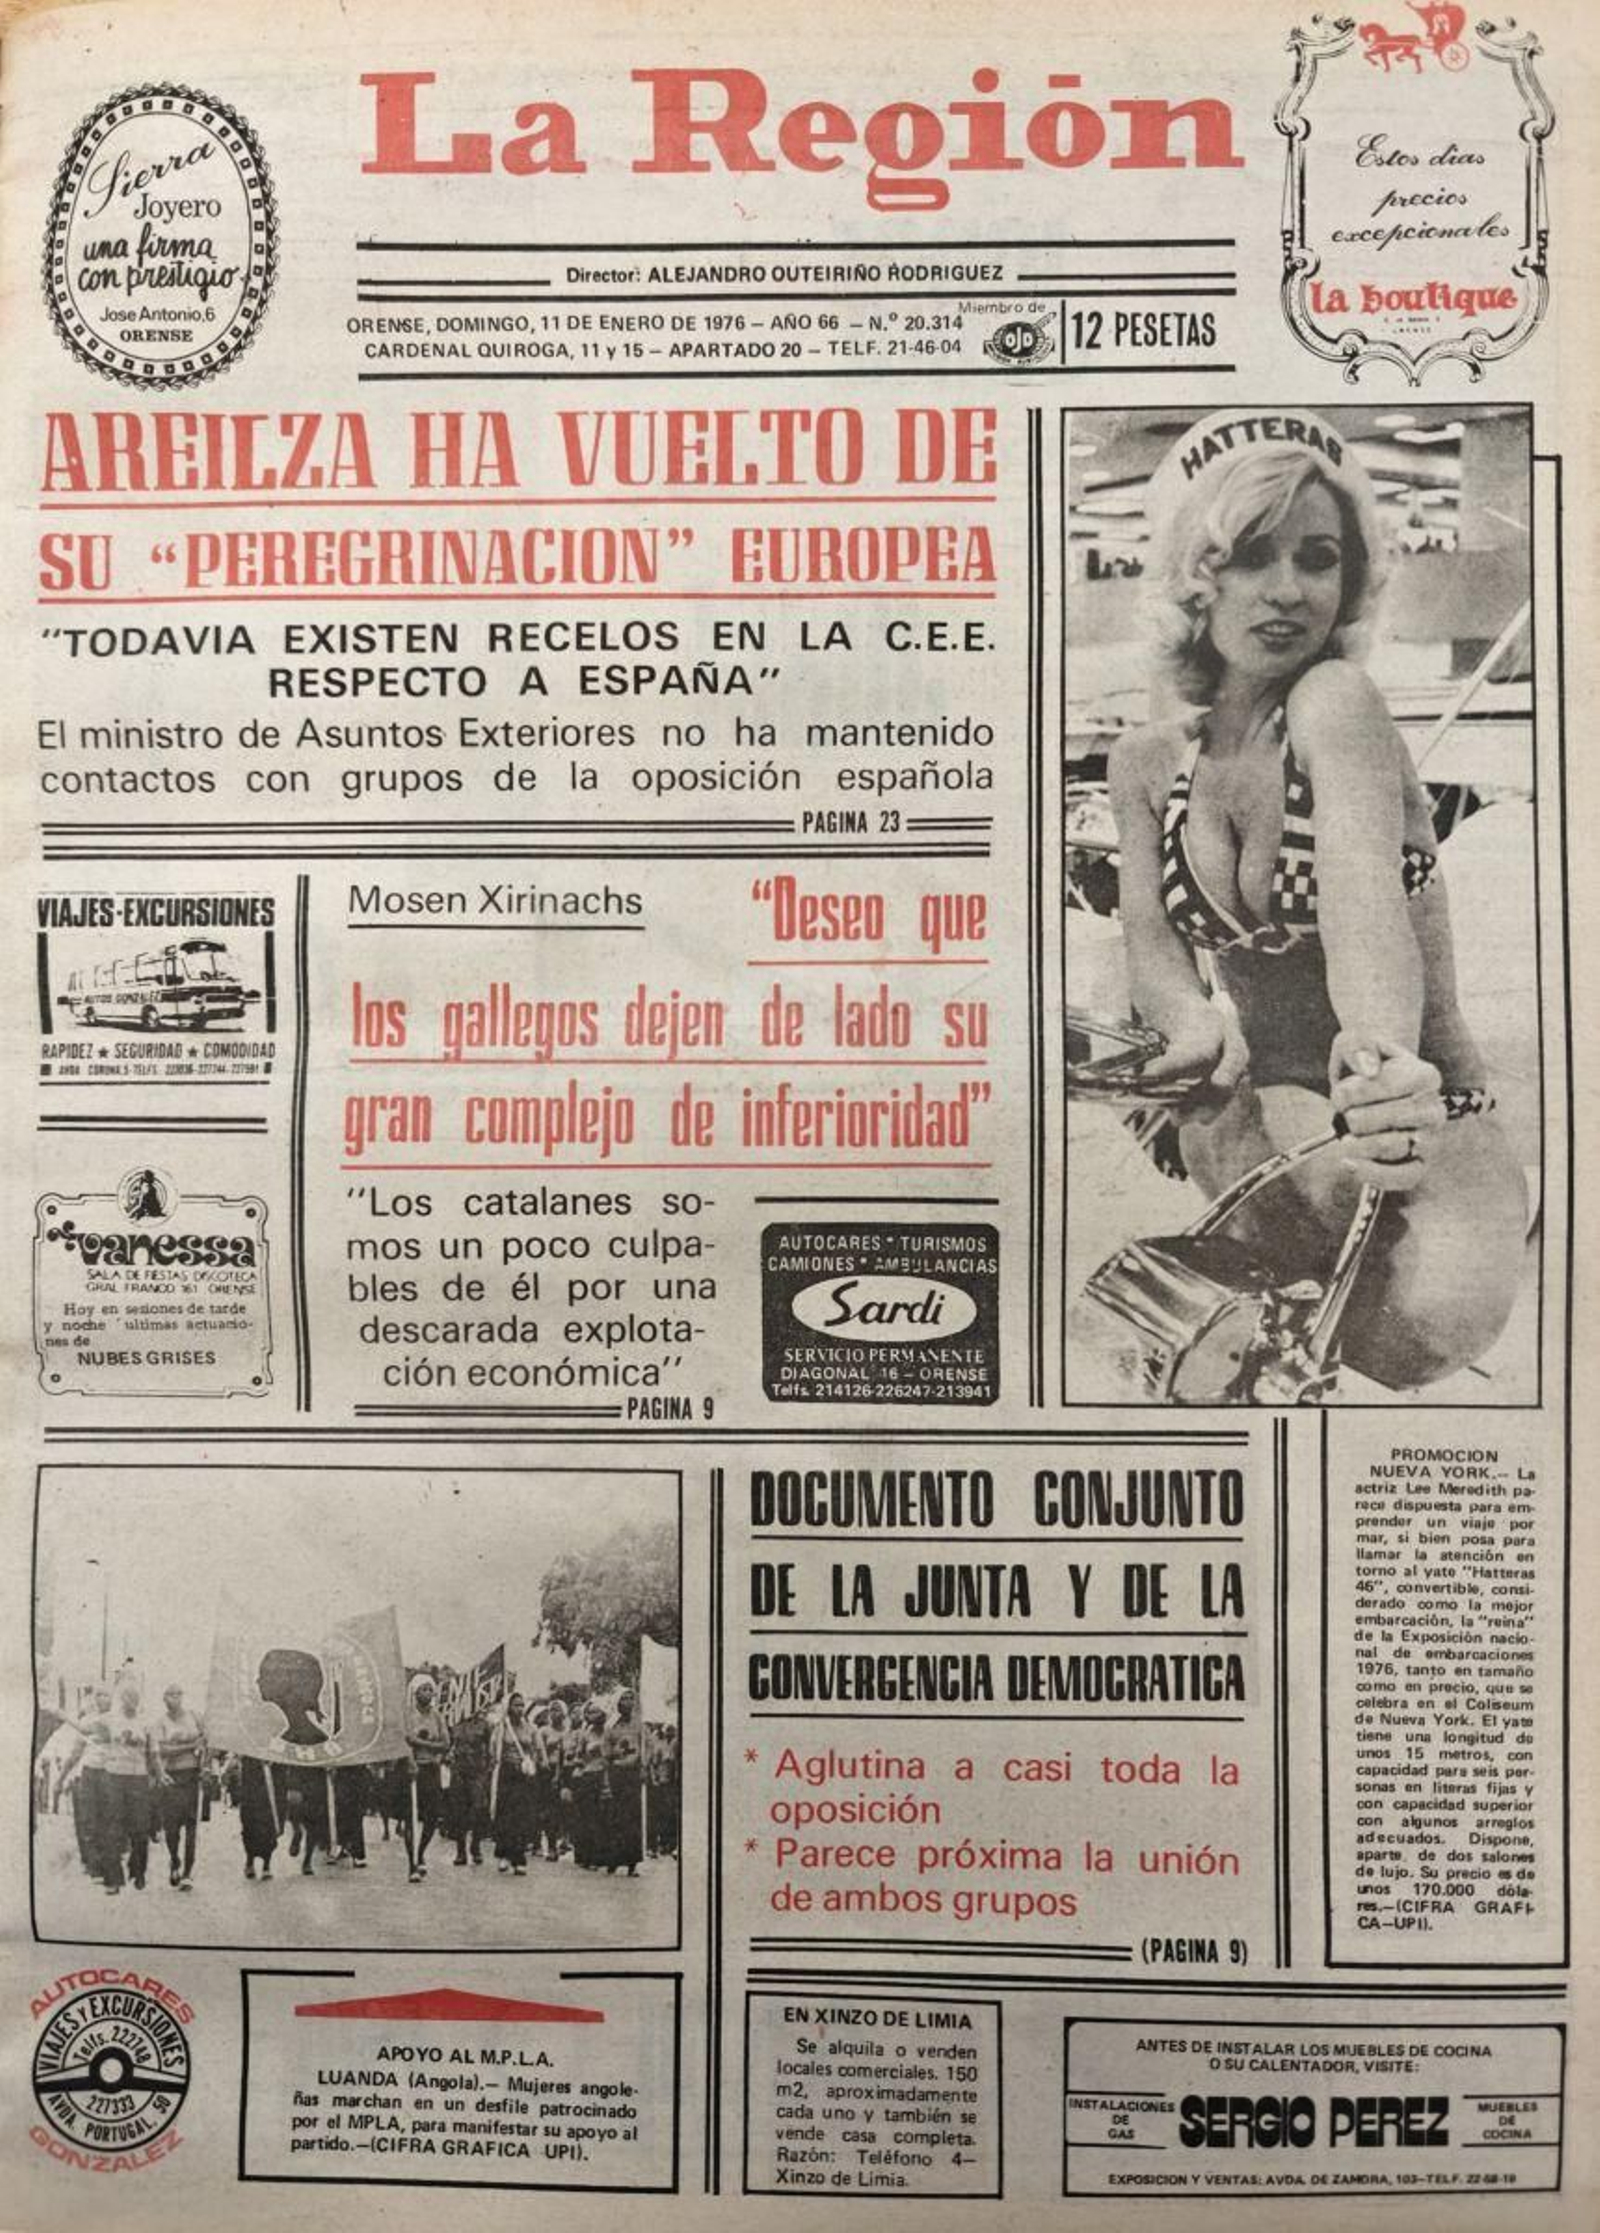 La Región
Sierra
Joyero
una firma
con prestigio
Jose Antonio,6
ORENSE
Estos dias
precios
excepcionales
la boutique
Director: ALEJANDRO OUTEIRIÑO RODRIGUEZ
ORENSE, DOMINGO, 11 DE ENERO DE 1976 — AÑO 66 — N.º 20.314
CARDENAL QUIROGA, 11 y 15 — APARTADO 20 — TELF. 21-46-04
Miembro de
OJD
12 PESETAS
AREILZA HA VUELTO DE
SU "PEREGRINACION" EUROPEA
"TODAVIA EXISTEN RECELOS EN LA C.E.E.
RESPECTO A ESPAÑA"
El ministro de Asuntos Exteriores no ha mantenido
contactos con grupos de la oposición española
PAGINA 23
HATTERAS
VIAJES-EXCURSIONES
AUTOS GONZALEZ
RAPIDEZ ★ SEGURIDAD ★ COMODIDAD
vanessa
SALA DE FIESTAS DISCOTECA
GRAL FRANCO 161 ORENSE
Hoy en sesiones de tarde
y noche ultimas actuacio-
nes de
NUBES GRISES
Mosen Xirinachs
"Deseo que
los gallegos dejen de lado su
gran complejo de inferioridad"
"Los catalanes so-
mos un poco culpa-
bles de él por una
descarada explota-
ción económica"
PAGINA 9
AUTOCARES * TURISMOS
CAMIONES * AMBULANCIAS
Sardi
SERVICIO PERMANENTE
DIAGONAL 16 — ORENSE
Telfs. 214126-226247-213941
DOCUMENTO CONJUNTO
DE LA JUNTA Y DE LA
CONVERGENCIA DEMOCRATICA
* Aglutina a casi toda la
oposición
* Parece próxima la unión
de ambos grupos
(PAGINA 9)
PROMOCION
NUEVA YORK.— La
actriz Lee Meredith pa-
rece dispuesta para em-
prender un viaje por
mar, si bien posa para
llamar la atención en
torno al yate "Hatteras
46", convertible, consi-
derado como la mejor
embarcación, la "reina"
de la Exposición nacio-
nal de embarcaciones
1976, tanto en tamaño
como en precio, que se
celebra en el Coliseum
de Nueva York. El yate
tiene una longitud de
unos 15 metros, con
capacidad para seis per-
sonas en literas fijas y
con capacidad superior
con algunos arreglos
adecuados. Dispone,
aparte, de dos salones
de lujo. Su precio es de
unos 170.000 dóla-
res.—(CIFRA GRAFI-
CA—UPI).
AUTOCARES
VIAJES Y EXCURSIONES
Telfs. 222748
227333
AVDA. PORTUGAL, 50
GONZALEZ
APOYO AL M.P.L.A.
LUANDA (Angola).— Mujeres angole-
ñas marchan en un desfile patrocinado
por el MPLA, para manifestar su apoyo al
partido.—(CIFRA GRAFICA UPI).
EN XINZO DE LIMIA
Se alquila o venden
locales comerciales. 150
m2, aproximadamente
cada uno y también se
vende casa completa.
Razón: Teléfono 4—
Xinzo de Limia.
ANTES DE INSTALAR LOS MUEBLES DE COCINA
O SU CALENTADOR, VISITE:
INSTALACIONES
DE
GAS
SERGIO PEREZ
MUEBLES
DE
COCINA
EXPOSICION Y VENTAS: AVDA. DE ZAMORA, 103—TELF. 22-68-18